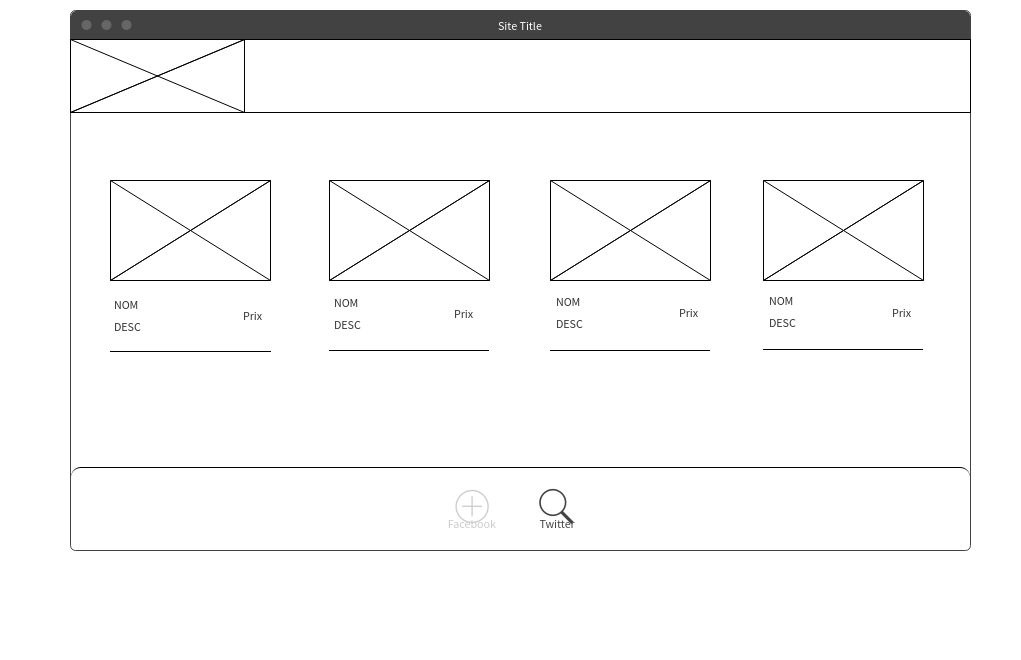 Site Title
NOM
DESC
Prix
NOM
DESC
Prix
NOM
DESC
Prix
NOM
DESC
Prix
Facebook
Twitter